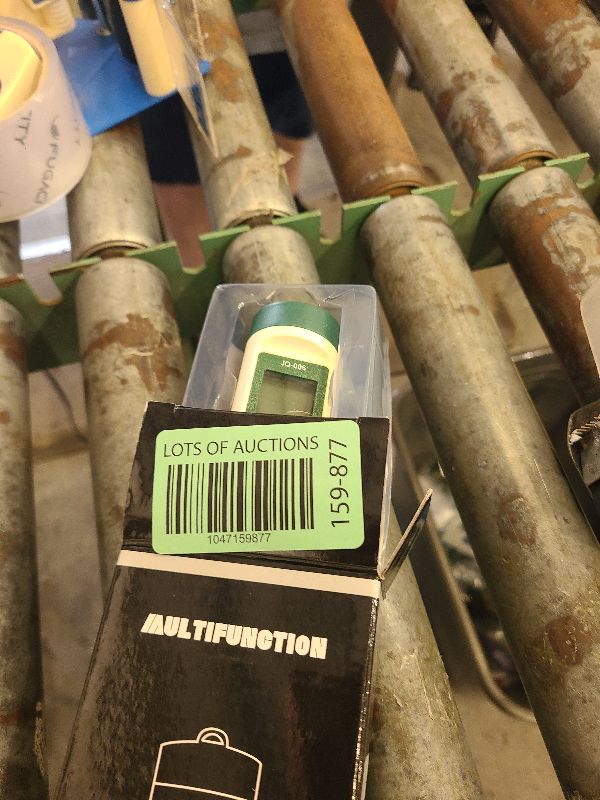 JQ-006
LOTS OF AUCTIONS
1047159877
159-877
MULTIFUNCTION